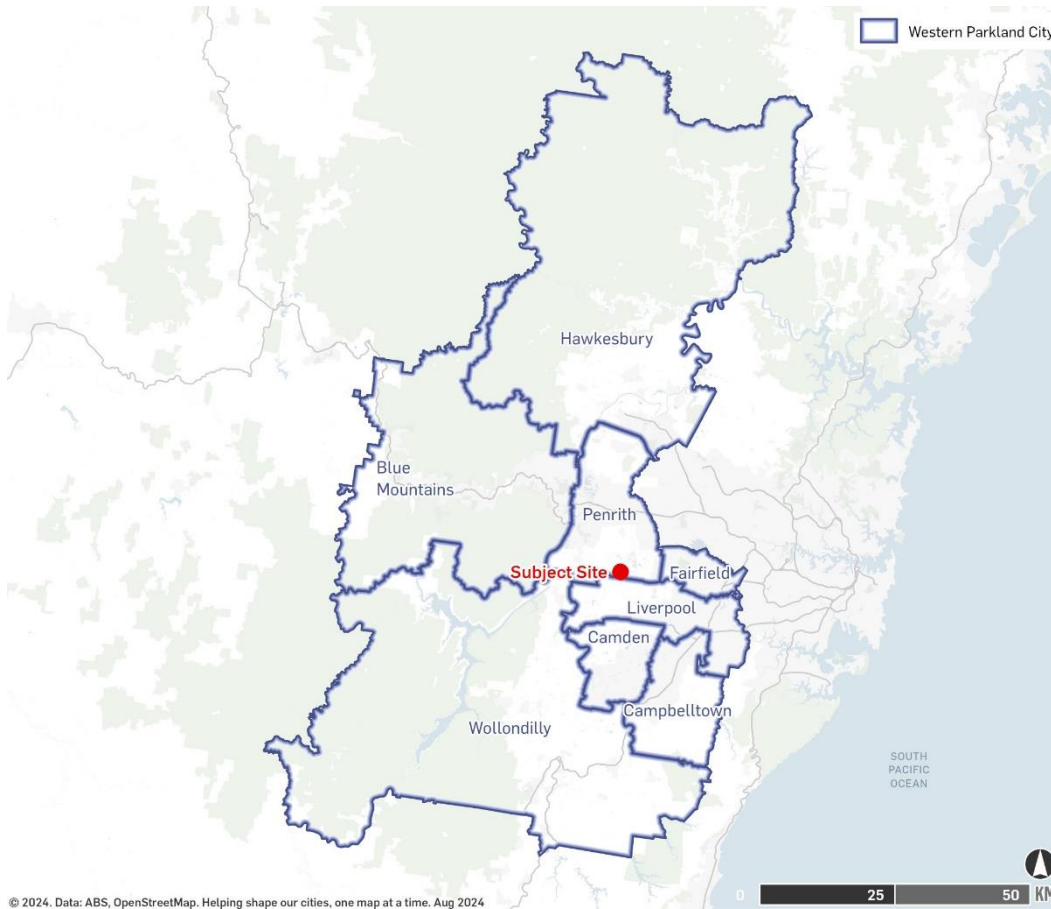 Western Parkland City
Hawkesbury
Blue
Mountains
Penrith
Subject Site
Fairfield
Liverpool
Camden
Campbelltown
Wollondilly
SOUTH
PACIFIC
OCEAN
0 25 50 KM
© 2024. Data: ABS, OpenStreetMap. Helping shape our cities, one map at a time. Aug 2024